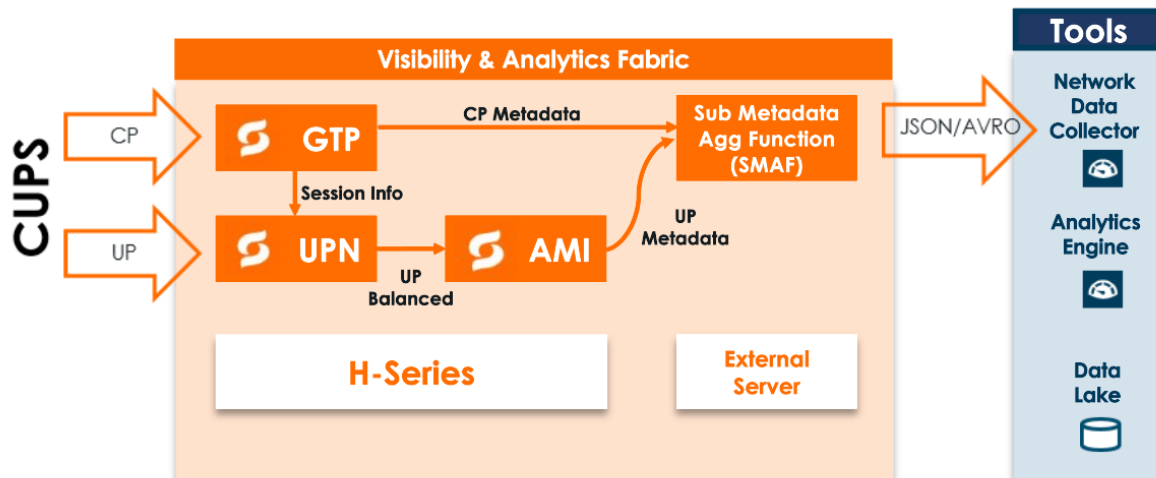 Tools
Visibility & Analytics Fabric
CUPS
CP
UP
GTP
CP Metadata
Sub Metadata
Agg Function
(SMAF)
JSON/AVRO
Session Info
UPN
UP
Balanced
AMI
UP
Metadata
H-Series
External
Server
Network
Data
Collector
Analytics
Engine
Data
Lake